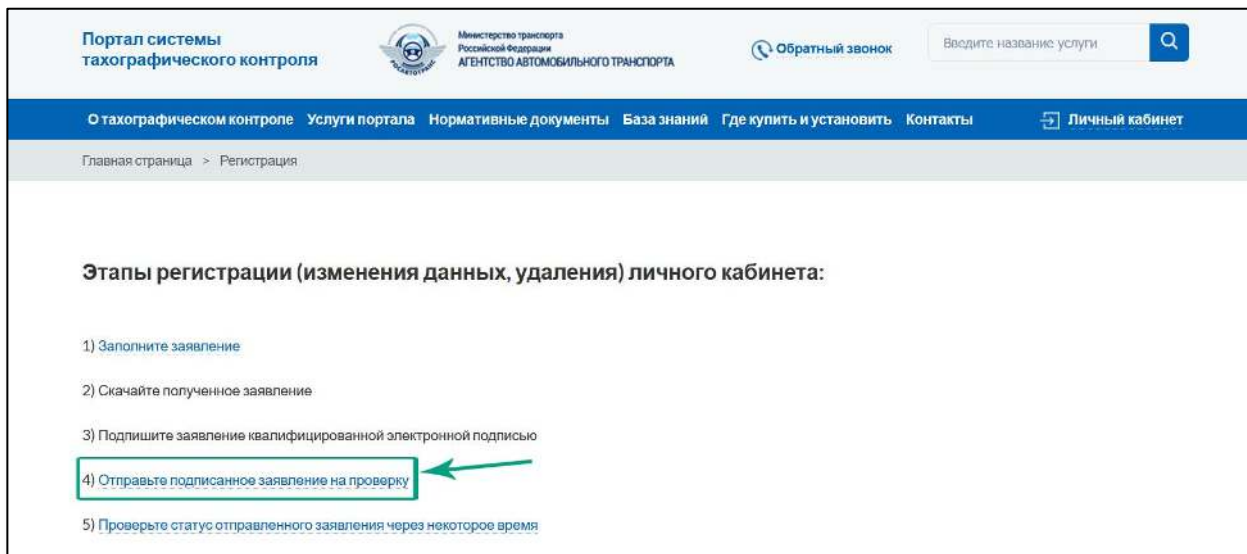 Портал системы
тахографического контроля
РОСАВТОТРАНС
Министерство транспорта
Российской Федерации
АГЕНТСТВО АВТОМОБИЛЬНОГО ТРАНСПОРТА
Обратный звонок
Введите название услуги
О тахографическом контроле Услуги портала Нормативные документы База знаний Где купить и установить Контакты Личный кабинет
Главная страница > Регистрация
Этапы регистрации (изменения данных, удаления) личного кабинета:
1) Заполните заявление
2) Скачайте полученное заявление
3) Подпишите заявление квалифицированной электронной подписью
4) Отправьте подписанное заявление на проверку
5) Проверьте статус отправленного заявления через некоторое время